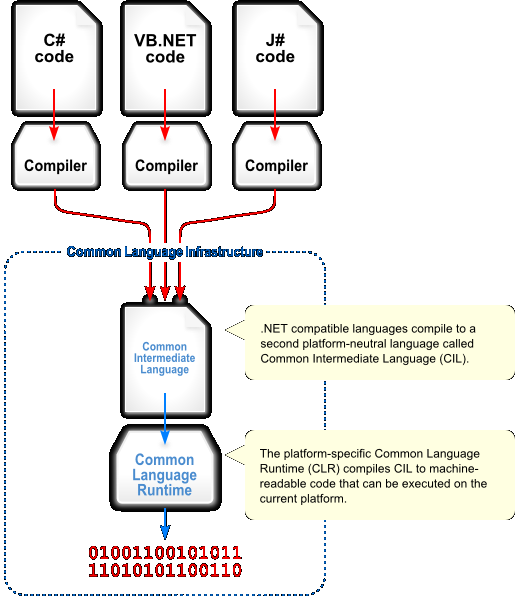 C#
code
VB.NET
code
J#
code
Compiler
Compiler
Compiler
Common Language Infrastructure
Common
Intermediate
Language
.NET compatible languages compile to a
second platform-neutral language called
Common Intermediate Language (CIL).
Common
Language
Runtime
The platform-specific Common Language
Runtime (CLR) compiles CIL to machine-
readable code that can be executed on the
current platform.
01001100101011
11010101100110